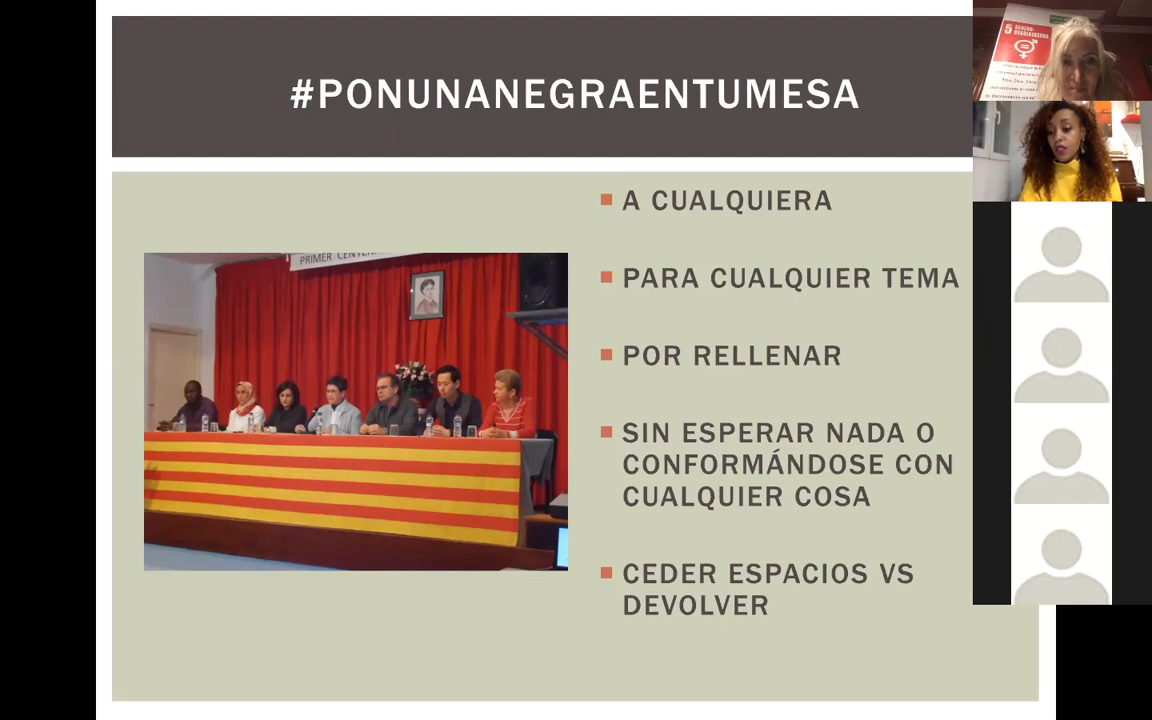 #PONUNANEGRAENTUMESA
A CUALQUIERA
PARA CUALQUIER TEMA
POR RELLENAR
SIN ESPERAR NADA O
CONFORMÁNDOSE CON
CUALQUIER COSA
CEDER ESPACIOS VS
DEVOLVER
PRIMER
5